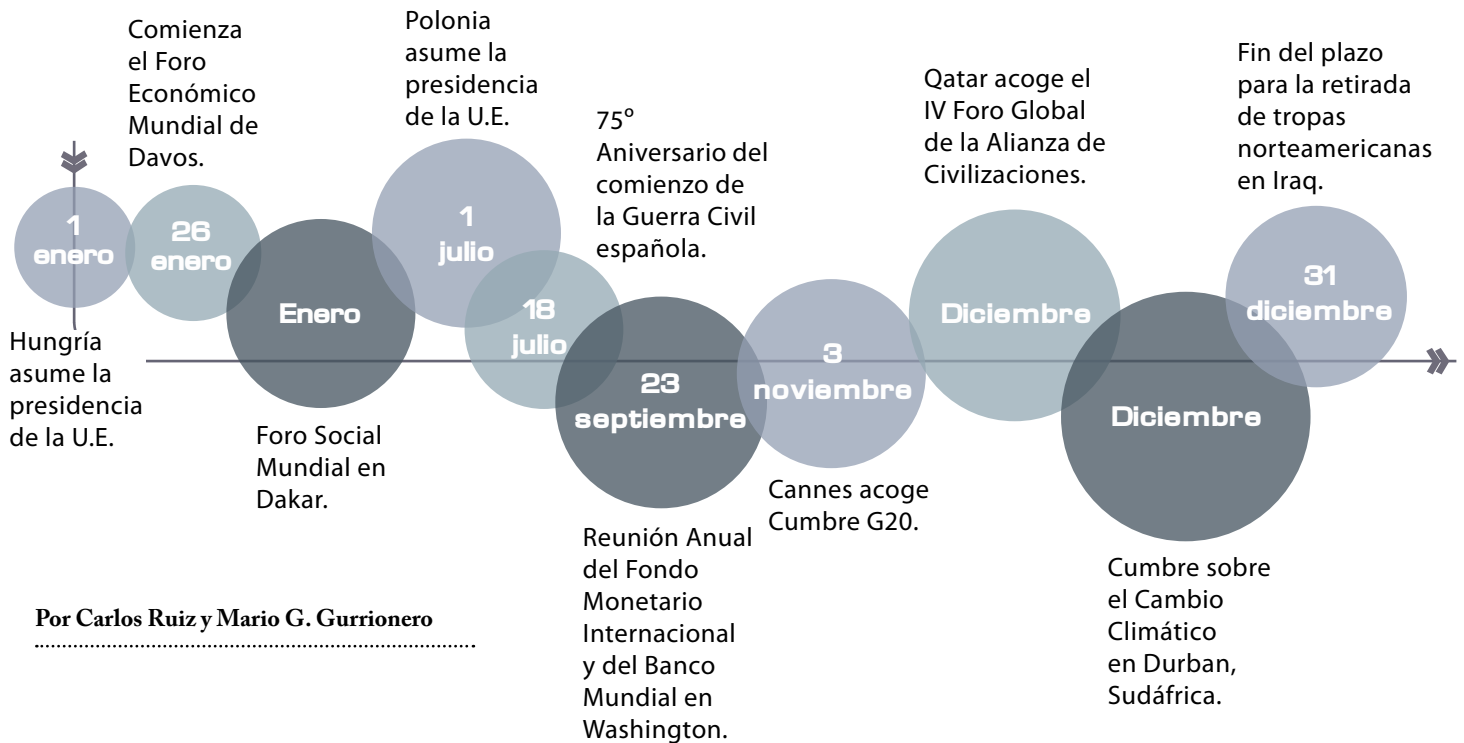 1
enero
Hungría
asume la
presidencia
de la U.E.
Comienza
el Foro
Económico
Mundial de
Davos.
26
enero
Enero
Foro Social
Mundial en
Dakar.
Polonia
asume la
presidencia
de la U.E.
1
julio
75º
Aniversario del
comienzo de
la Guerra Civil
española.
18
julio
23
septiembre
Reunión Anual
del Fondo
Monetario
Internacional
y del Banco
Mundial en
Washington.
3
noviembre
Cannes acoge
Cumbre G20.
Qatar acoge el
IV Foro Global
de la Alianza de
Civilizaciones.
Diciembre
Diciembre
Cumbre sobre
el Cambio
Climático
en Durban,
Sudáfrica.
Fin del plazo
para la retirada
de tropas
norteamericanas
en Iraq.
31
diciembre
Por Carlos Ruiz y Mario G. Gurrionero